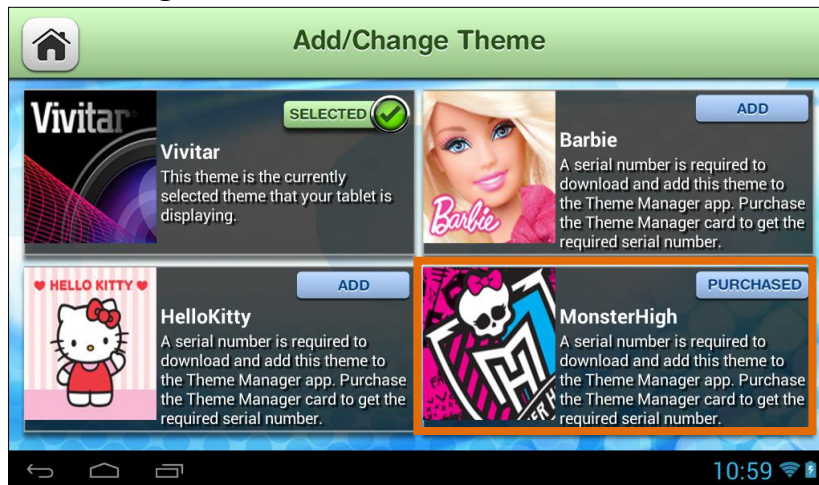 Add/Change Theme
Vivitar
SELECTED
Vivitar
This theme is the currently
selected theme that your tablet is
displaying.
Barbie
ADD
Barbie
A serial number is required to
download and add this theme to
the Theme Manager app. Purchase
the Theme Manager card to get the
required serial number.
HELLO KITTY
ADD
HelloKitty
A serial number is required to
download and add this theme to
the Theme Manager app. Purchase
the Theme Manager card to get the
required serial number.
PURCHASED
MonsterHigh
A serial number is required to
download and add this theme to
the Theme Manager app. Purchase
the Theme Manager card to get the
required serial number.
10:59